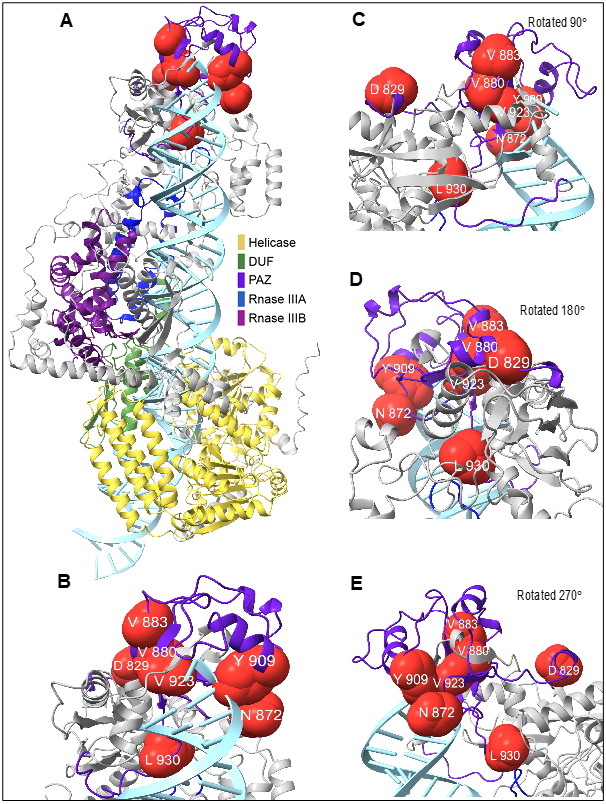 A
Helicase
DUF
PAZ
Rnase IIIA
Rnase IIIB
B
V 883
V 880
D 829
V 923
Y 909
N 872
L 930
C
Rotated 90°
V 883
D 829
V 880
Y 909
V 923
N 872
L 930
D
Rotated 180°
V 883
V 880
D 829
Y 909
V 923
N 872
L 930
E
Rotated 270°
V 883
V 880
D 829
Y 909
V 923
N 872
L 930